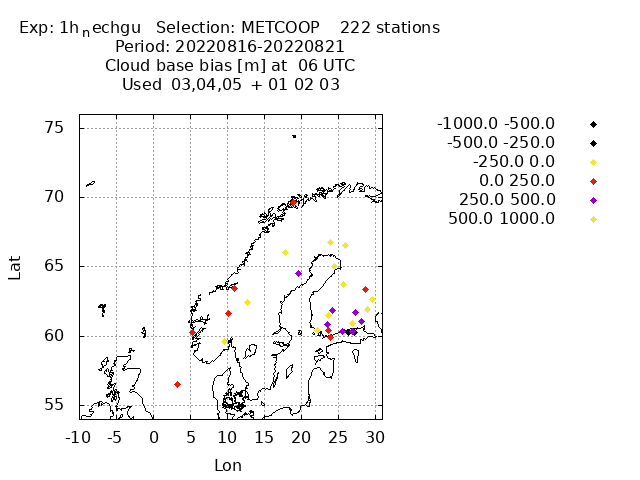 Exp: 1h n echgu Selection: METCOOP 222 stations
Period: 20220816-20220821
Cloud base bias [m] at 06 UTC
Used 03,04,05 + 01 02 03
-1000.0 -500.0
-500.0 -250.0
-250.0 0.0
0.0 250.0
250.0 500.0
500.0 1000.0
75
70
65
60
55
Lat
-10 -5 0 5 10 15 20 25 30
Lon